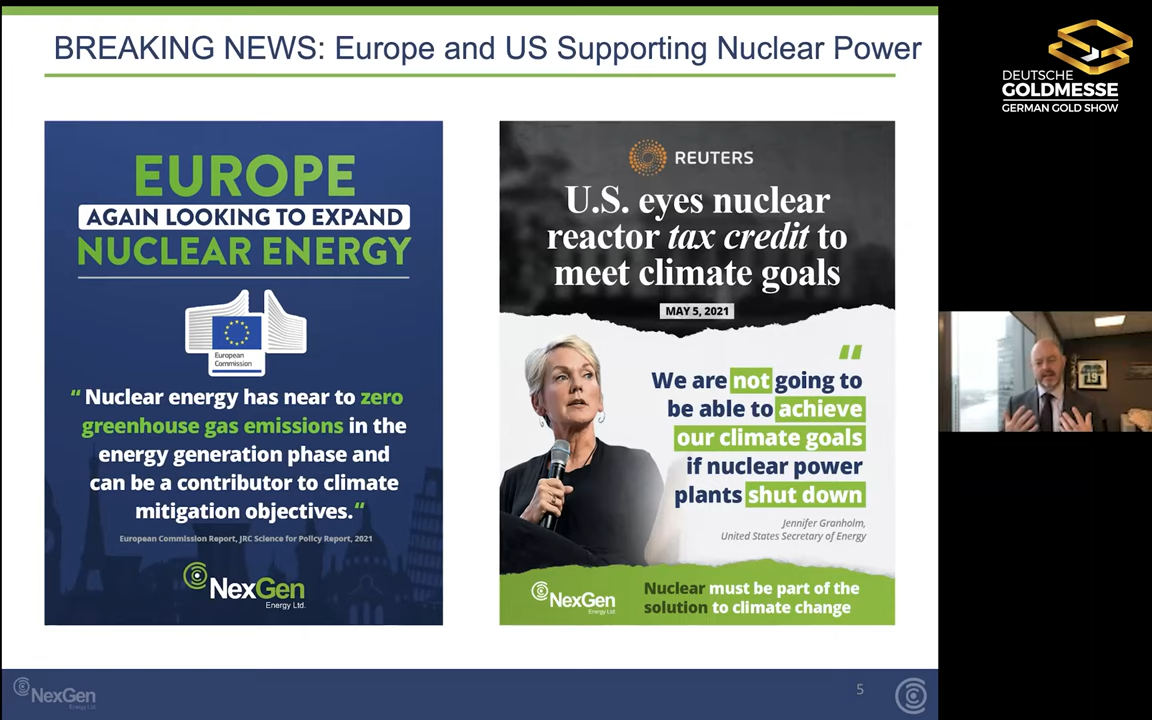 BREAKING NEWS: Europe and US Supporting Nuclear Power
EUROPE
AGAIN LOOKING TO EXPAND
NUCLEAR ENERGY
European
Commission
“ Nuclear energy has near to zero
greenhouse gas emissions in the
energy generation phase and
can be a contributor to climate
mitigation objectives.“
European Commission Report, JRC Science for Policy Report, 2021
NexGen
Energy Ltd.
REUTERS
U.S. eyes nuclear
reactor tax credit to
meet climate goals
MAY 5, 2021
“
We are not going to
be able to achieve
our climate goals
if nuclear power
plants shut down
Jennifer Granholm,
United States Secretary of Energy
NexGen
Energy Ltd.
Nuclear must be part of the
solution to climate change
NexGen
Energy Ltd.
5
DEUTSCHE
GOLDMESSE
GERMAN GOLD SHOW